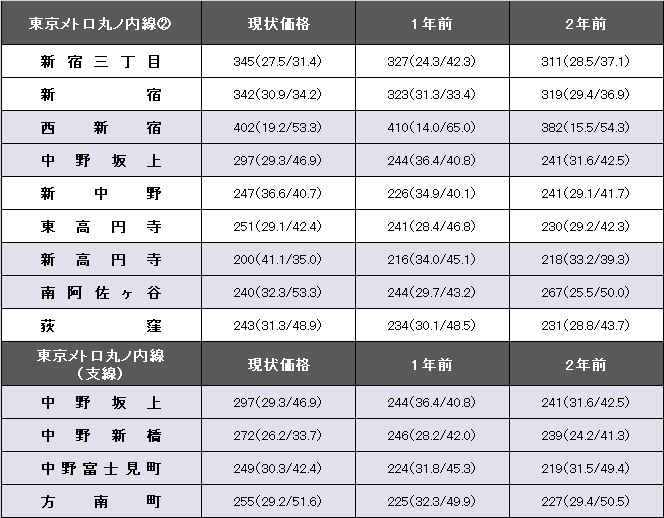 東京メトロ丸ノ内線② 現状価格 1年前 2年前
新宿三丁目 345(27.5/31.4) 327(24.3/42.3) 311(28.5/37.1)
新宿 342(30.9/34.2) 323(31.3/33.4) 319(29.4/36.9)
西新宿 402(19.2/53.3) 410(14.0/65.0) 382(15.5/54.3)
中野坂上 297(29.3/46.9) 244(36.4/40.8) 241(31.6/42.5)
新中野 247(36.6/40.7) 226(34.9/40.1) 241(29.1/41.7)
東高円寺 251(29.1/42.4) 241(28.4/46.8) 230(29.2/42.3)
新高円寺 200(41.1/35.0) 216(34.0/45.1) 218(33.2/39.3)
南阿佐ヶ谷 240(32.3/53.3) 244(29.7/43.2) 267(25.5/50.0)
荻窪 243(31.3/48.9) 234(30.1/48.5) 231(28.8/43.7)
東京メトロ丸ノ内線
(支線) 現状価格 1年前 2年前
中野坂上 297(29.3/46.9) 244(36.4/40.8) 241(31.6/42.5)
中野新橋 272(26.2/33.7) 246(28.2/42.0) 239(24.2/41.3)
中野富士見町 249(30.3/42.4) 224(31.8/45.3) 219(31.5/49.4)
方南町 255(29.2/51.6) 225(32.3/49.9) 227(29.4/50.5)